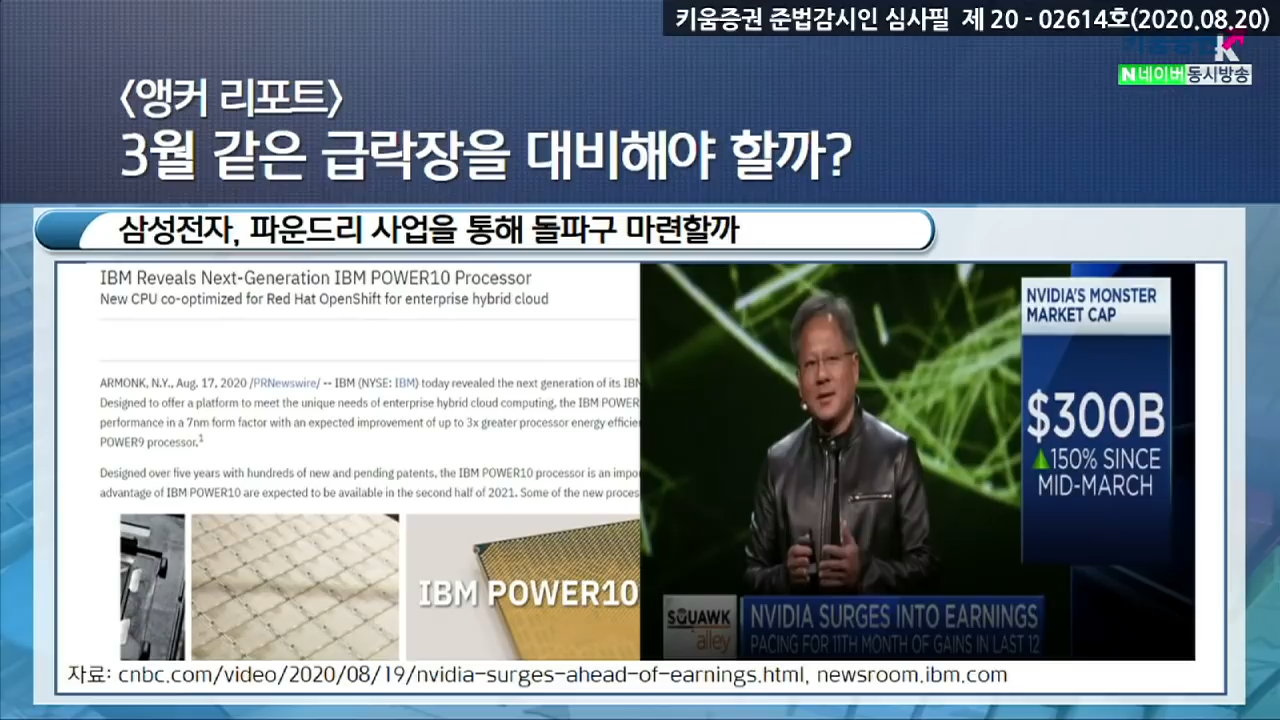 키움증권 준법감시인 심사필 제 20 - 02614호(2020.08.20)
K
N네이버 동시방송
<앵커 리포트>
3월 같은 급락장을 대비해야 할까?
삼성전자, 파운드리 사업을 통해 돌파구 마련할까
IBM Reveals Next-Generation IBM POWER10 Processor
New CPU co-optimized for Red Hat OpenShift for enterprise hybrid cloud
ARMONK, N.Y., Aug. 17, 2020 /PRNewswire/ -- IBM (NYSE: IBM) today revealed the next generation of its IBM
Designed to offer a platform to meet the unique needs of enterprise hybrid cloud computing, the IBM POWER
performance in a 7nm form factor with an expected improvement of up to 3x greater processor energy efficie
POWER9 processor.1
Designed over five years with hundreds of new and pending patents, the IBM POWER10 processor is an impor
advantage of IBM POWER10 are expected to be available in the second half of 2021. Some of the new proces
IBM POWER10
NVIDIA'S MONSTER
MARKET CAP
$300B
▲150% SINCE
MID-MARCH
SQUAWK
alley
NVIDIA SURGES INTO EARNINGS
PACING FOR 11TH MONTH OF GAINS IN LAST 12
자료: cnbc.com/video/2020/08/19/nvidia-surges-ahead-of-earnings.html, newsroom.ibm.com